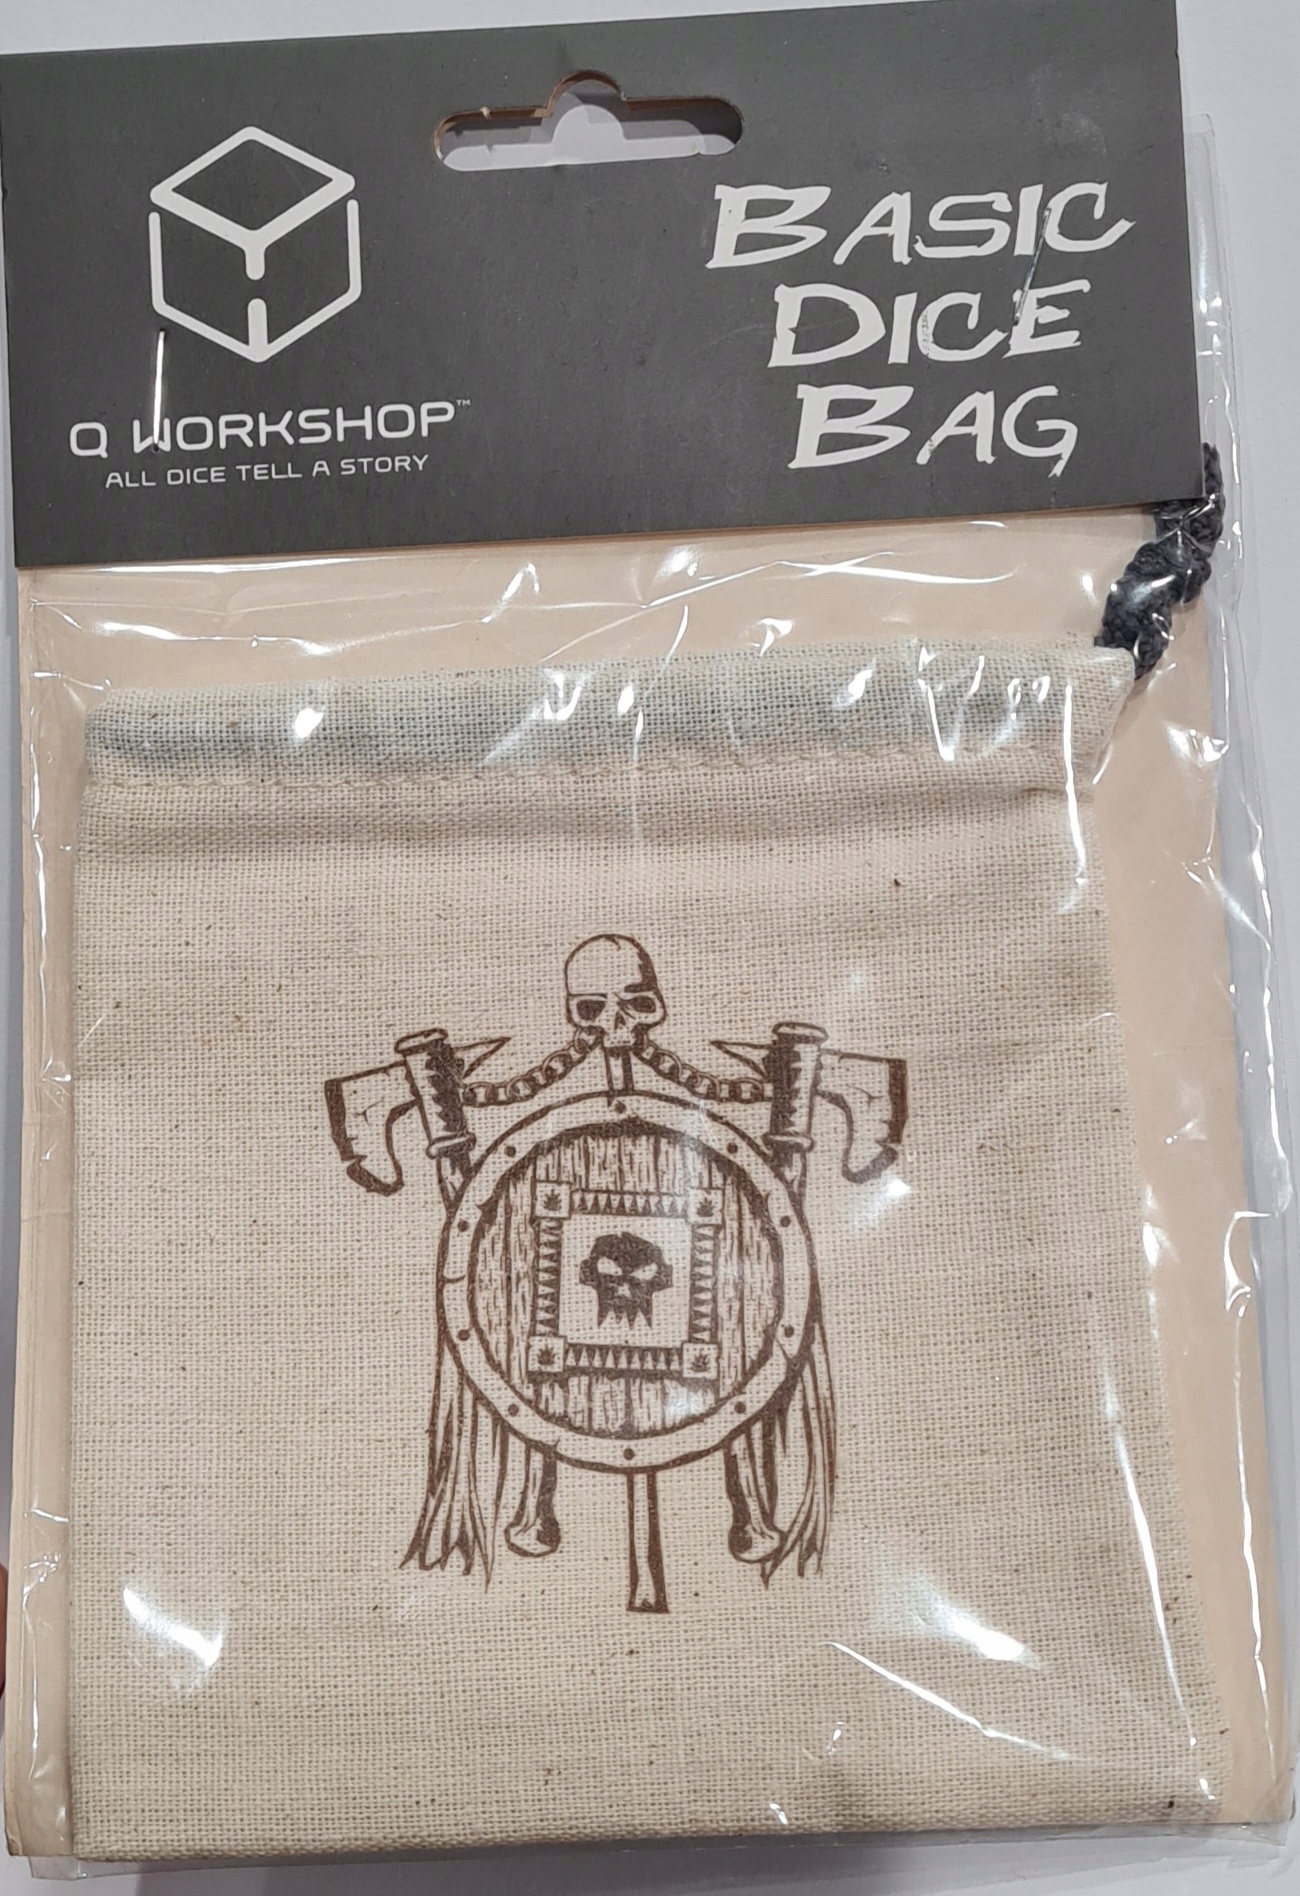 Q WORKSHOP™
ALL DICE TELL A STORY
BASIC
DICE
BAG